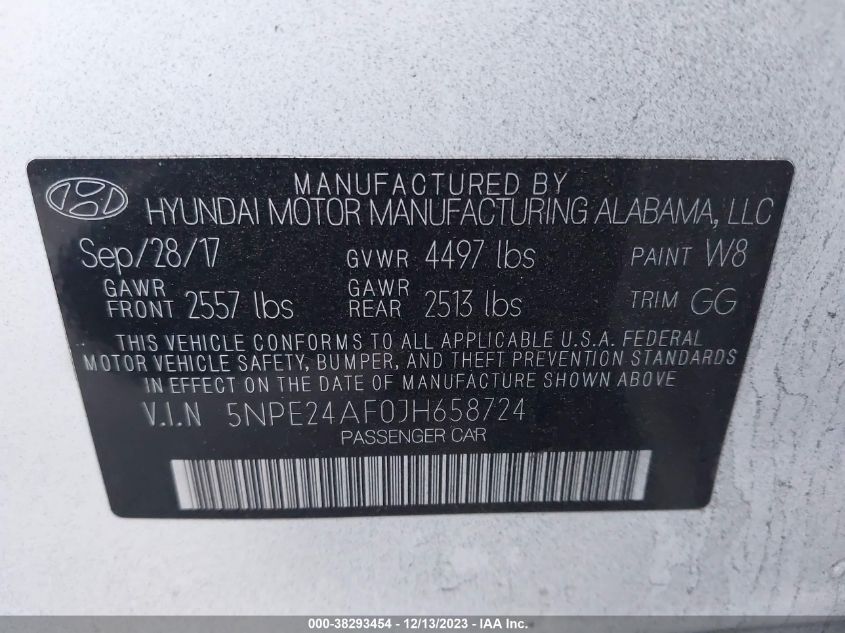 MANUFACTURED BY
HYUNDAI MOTOR MANUFACTURING ALABAMA, LLC
Sep/28/17 GVWR 4497 lbs PAINT W8
GAWR FRONT 2557 lbs GAWR REAR 2513 lbs TRIM GG
THIS VEHICLE CONFORMS TO ALL APPLICABLE U.S.A. FEDERAL
MOTOR VEHICLE SAFETY, BUMPER, AND THEFT PREVENTION STANDARDS
IN EFFECT ON THE DATE OF MANUFACTURE SHOWN ABOVE
V.I.N 5NPE24AF0JH658724
PASSENGER CAR
000-38293454 - 12/13/2023 - IAA Inc.